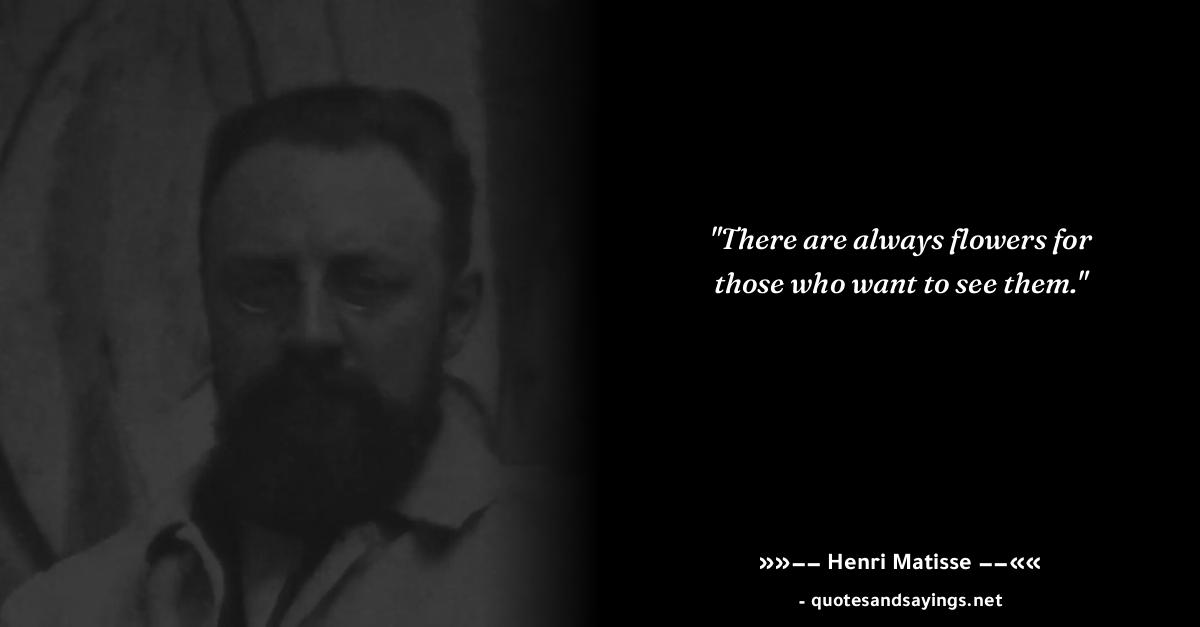 "There are always flowers for
those who want to see them."
»»–– Henri Matisse ––««
- quotesandsayings.net